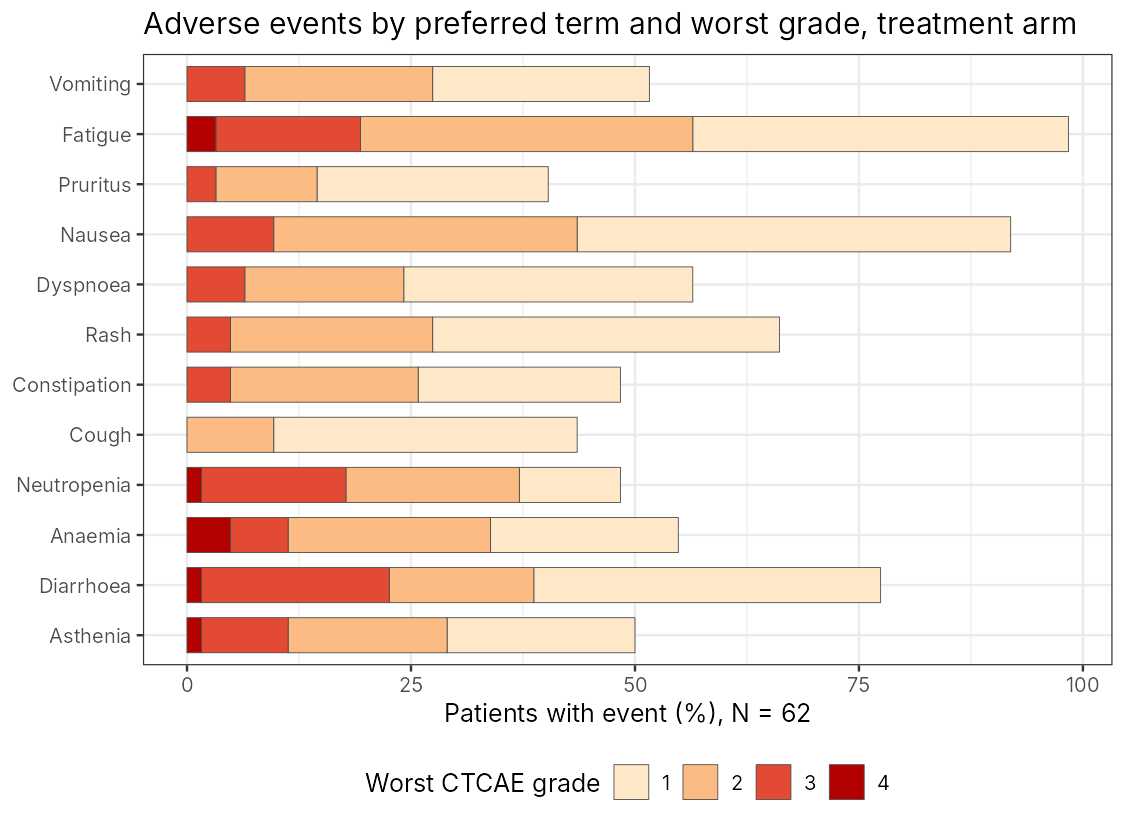 Adverse events by preferred term and worst grade, treatment arm
Vomiting
Fatigue
Pruritus
Nausea
Dyspnoea
Rash
Constipation
Cough
Neutropenia
Anaemia
Diarrhoea
Asthenia
0 25 50 75 100
Patients with event (%), N = 62
Worst CTCAE grade 1 2 3 4